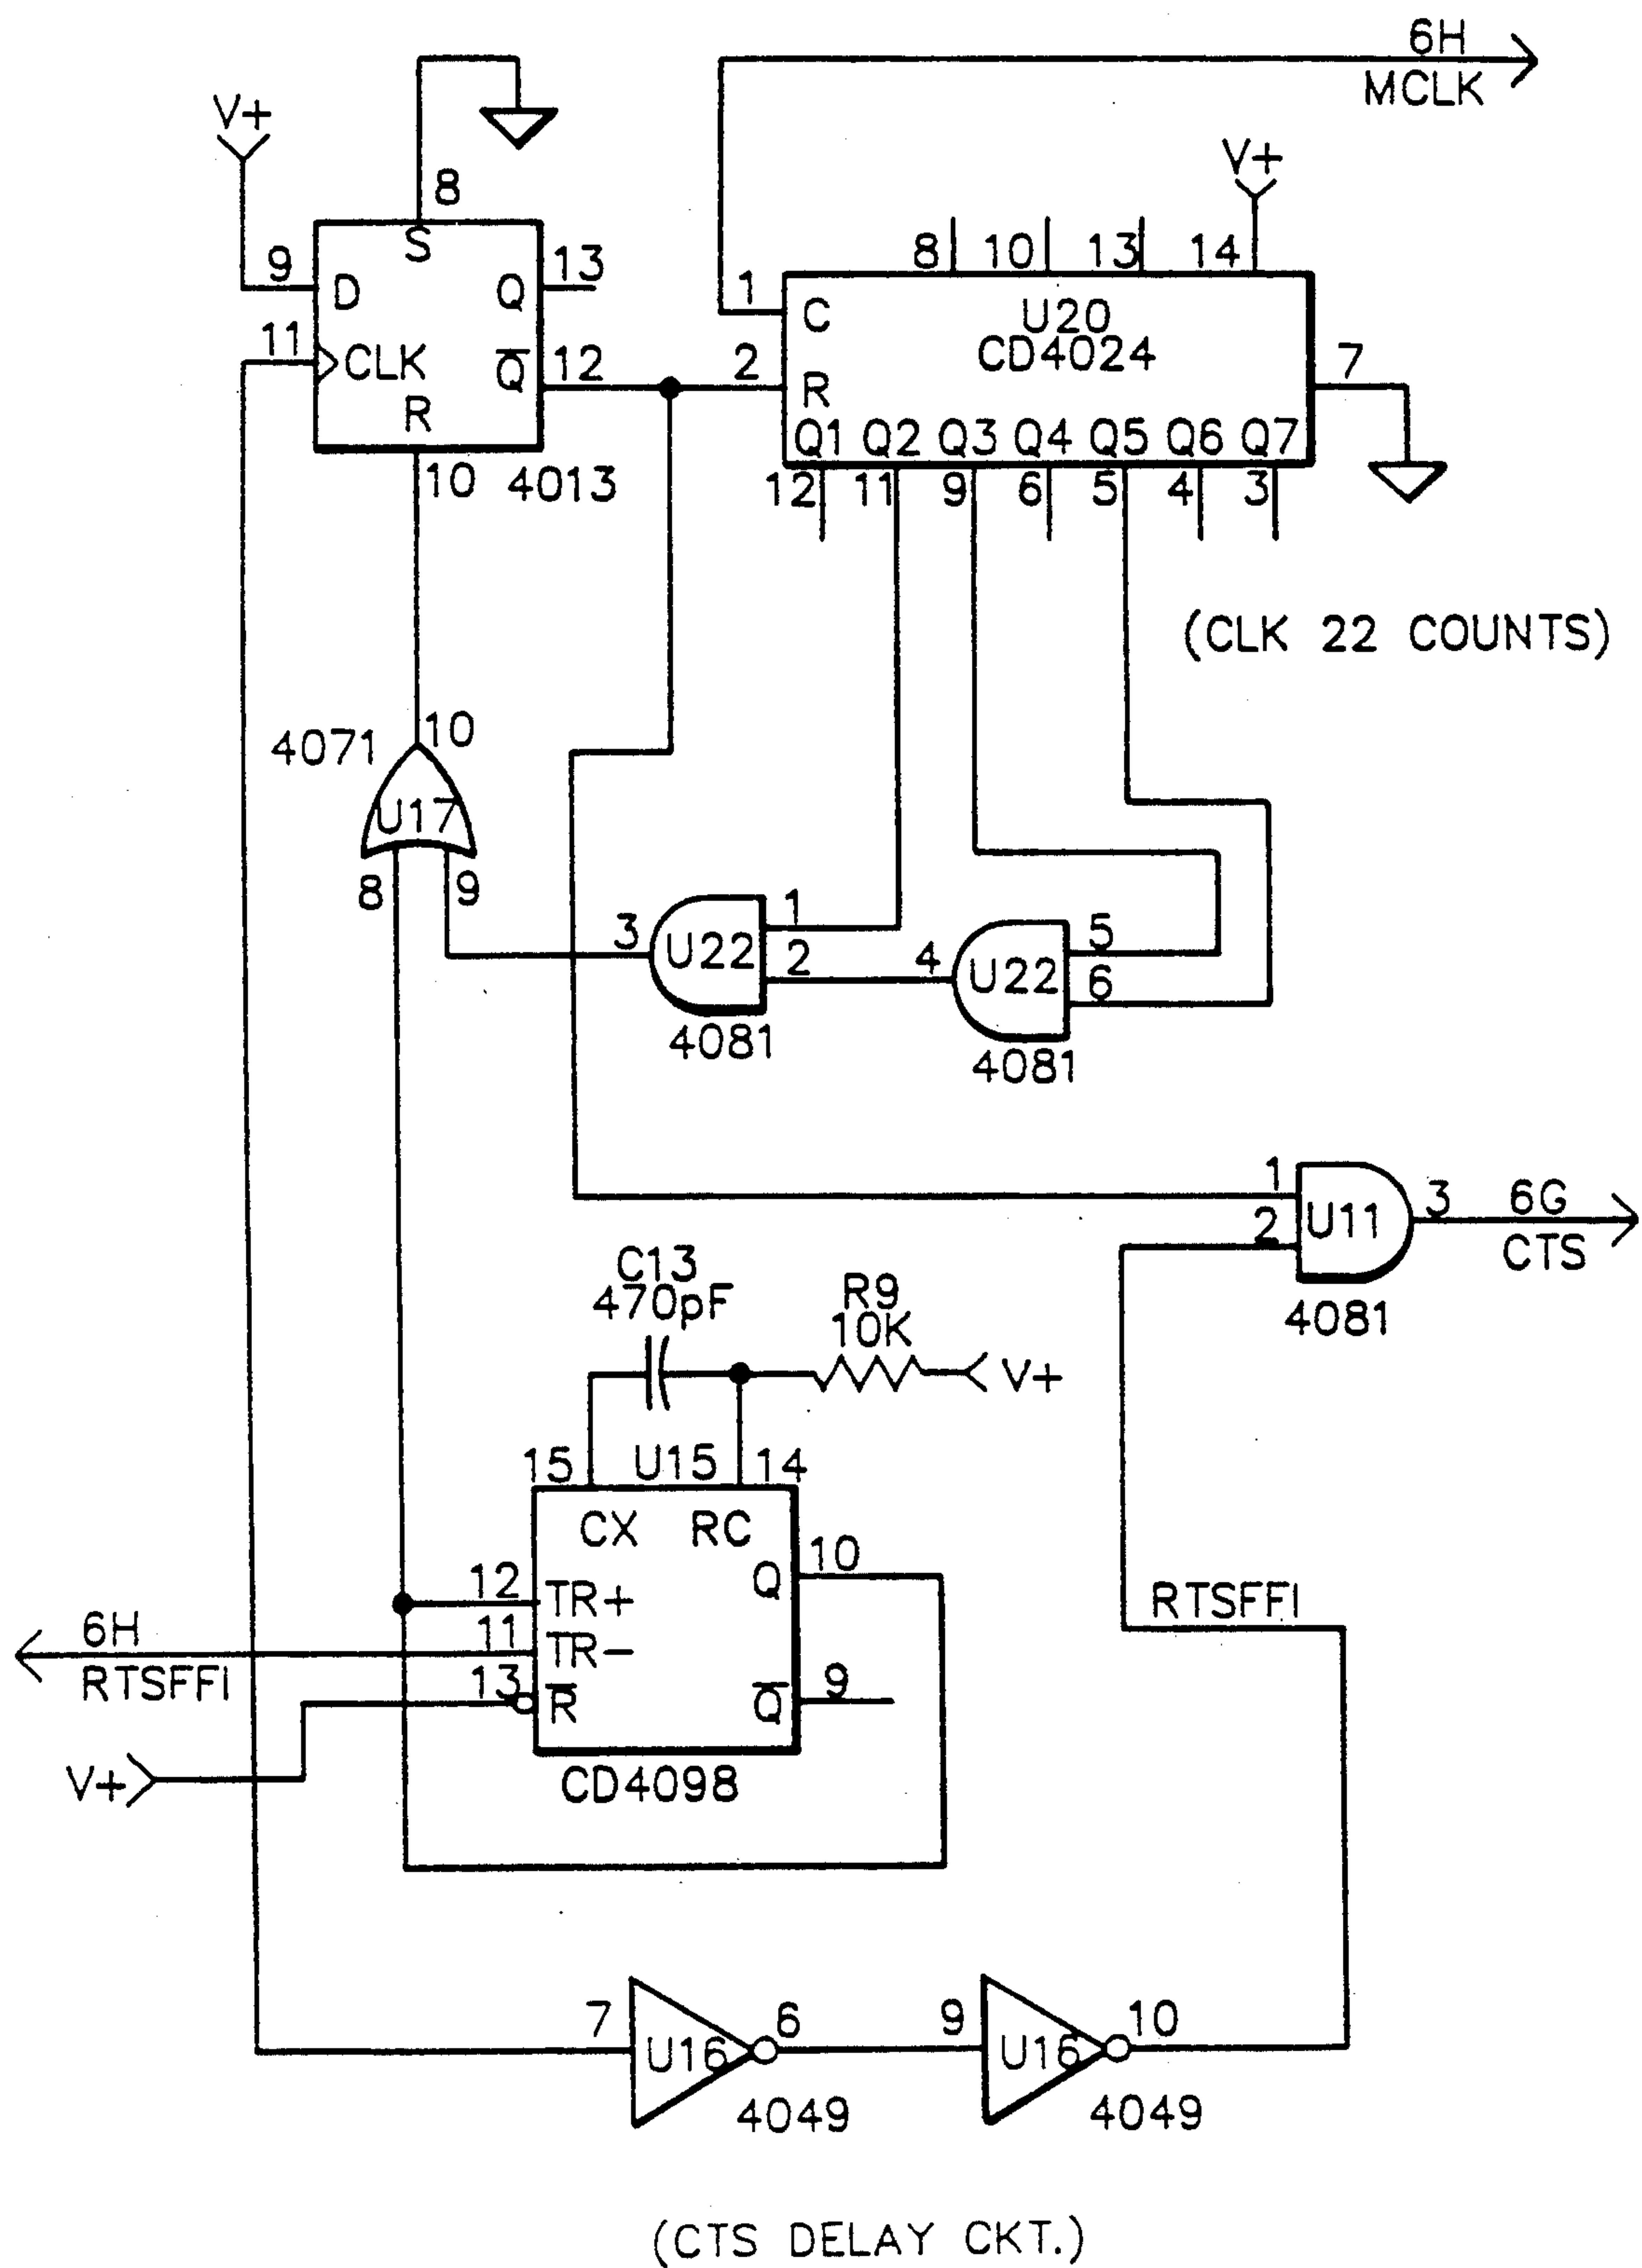 6H
MCLK
V+
V+
8
S
9
D
Q
13
11
CLK
Q
12
R
10
4013
8
10
13
14
1
C
U20
CD4024
2
R
7
Q1
Q2
Q3
Q4
Q5
Q6
Q7
12
11
9
6
5
4
3
(CLK 22 COUNTS)
4071
10
U17
8
9
3
U22
1
2
4081
4
U22
5
6
4081
1
2
U11
3
6G
CTS
4081
C13
470pF
R9
10K
V+
15
U15
14
CX
RC
12
TR+
Q
10
6H
RTSFFI
11
TR-
13
R
Q
9
V+
CD4098
RTSFFI
7
U16
6
4049
9
U16
10
4049
(CTS DELAY CKT.)